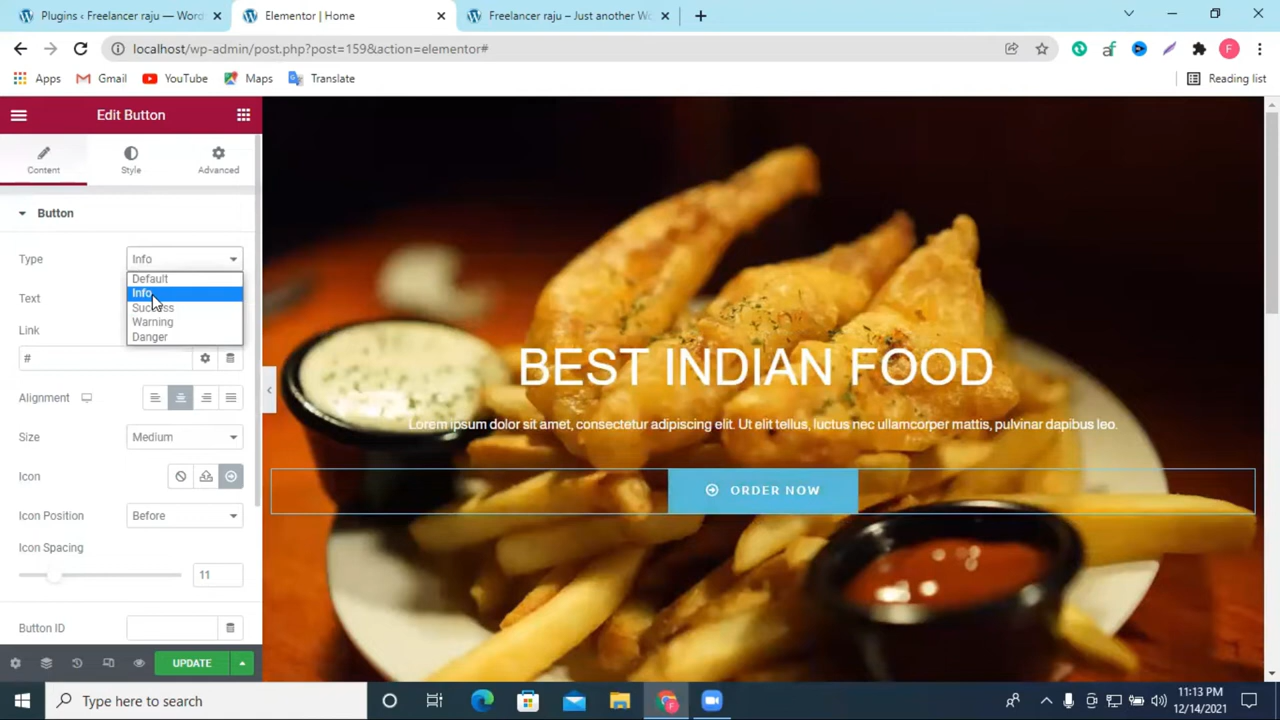 Plugins ‹ Freelancer raju — Word
Elementor | Home
Freelancer raju – Just another Wo
localhost/wp-admin/post.php?post=159&action=elementor#
F
Apps
Gmail
YouTube
Maps
Translate
Reading list
Edit Button
Content
Style
Advanced
Button
Type
Info
Default
Info
Success
Warning
Danger
Text
Link
#
Alignment
Size
Medium
Icon
Icon Position
Before
Icon Spacing
11
Button ID
UPDATE
BEST INDIAN FOOD
Lorem ipsum dolor sit amet, consectetur adipiscing elit. Ut elit tellus, luctus nec ullamcorper mattis, pulvinar dapibus leo.
ORDER NOW
Type here to search
11:13 PM
12/14/2021